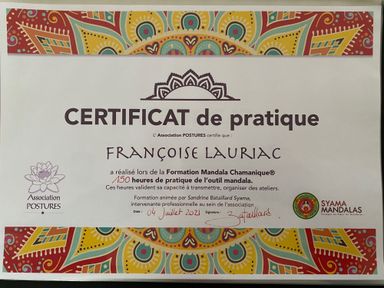 CERTIFICAT de pratique
L'Association POSTURES certifie que :
FRANÇOISE LAURIAC
a réalisé lors de la Formation Mandala Chamanique®
150 heures de pratique de l'outil mandala.
Ces heures valident sa capacité à transmettre, organiser des ateliers.
Formation animée par Sandrine Bataillard Syama,
intervenante professionnelle au sein de l'association.
Date : 04 Juillet 2021 Signature :
Association
POSTURES
SYAMA
MANDALAS